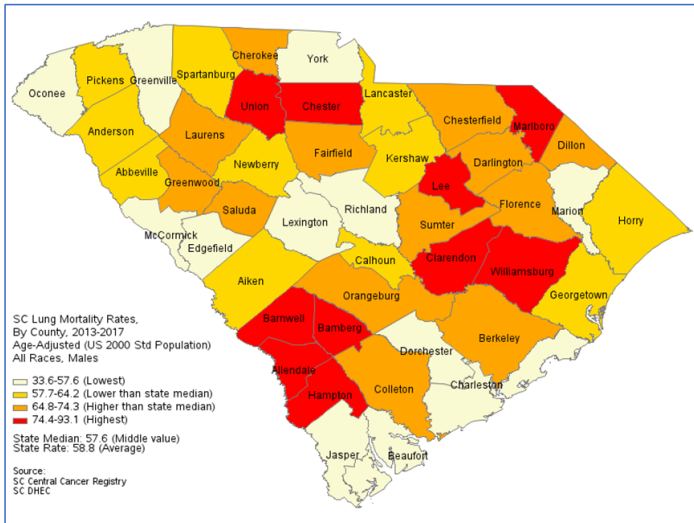 Cherokee
York
Oconee
Pickens
Greenville
Spartanburg
Union
Chester
Lancaster
Chesterfield
Marlboro
Anderson
Laurens
Dillon
Fairfield
Kershaw
Darlington
Abbeville
Newberry
Greenwood
Lee
Saluda
Florence
Marion
Horry
Richland
Lexington
Sumter
McCormick
Edgefield
Clarendon
Williamsburg
Calhoun
Aiken
Orangeburg
Georgetown
Barnwell
Bamberg
Berkeley
Dorchester
Allendale
Charleston
Colleton
Hampton
Jasper
Beaufort
SC Lung Mortality Rates,
By County, 2013-2017
Age-Adjusted (US 2000 Std Population)
All Races, Males
33.6-57.6 (Lowest)
57.7-64.2 (Lower than state median)
64.8-74.3 (Higher than state median)
74.4-93.1 (Highest)
State Median: 57.6 (Middle value)
State Rate: 58.8 (Average)
Source:
SC Central Cancer Registry
SC DHEC